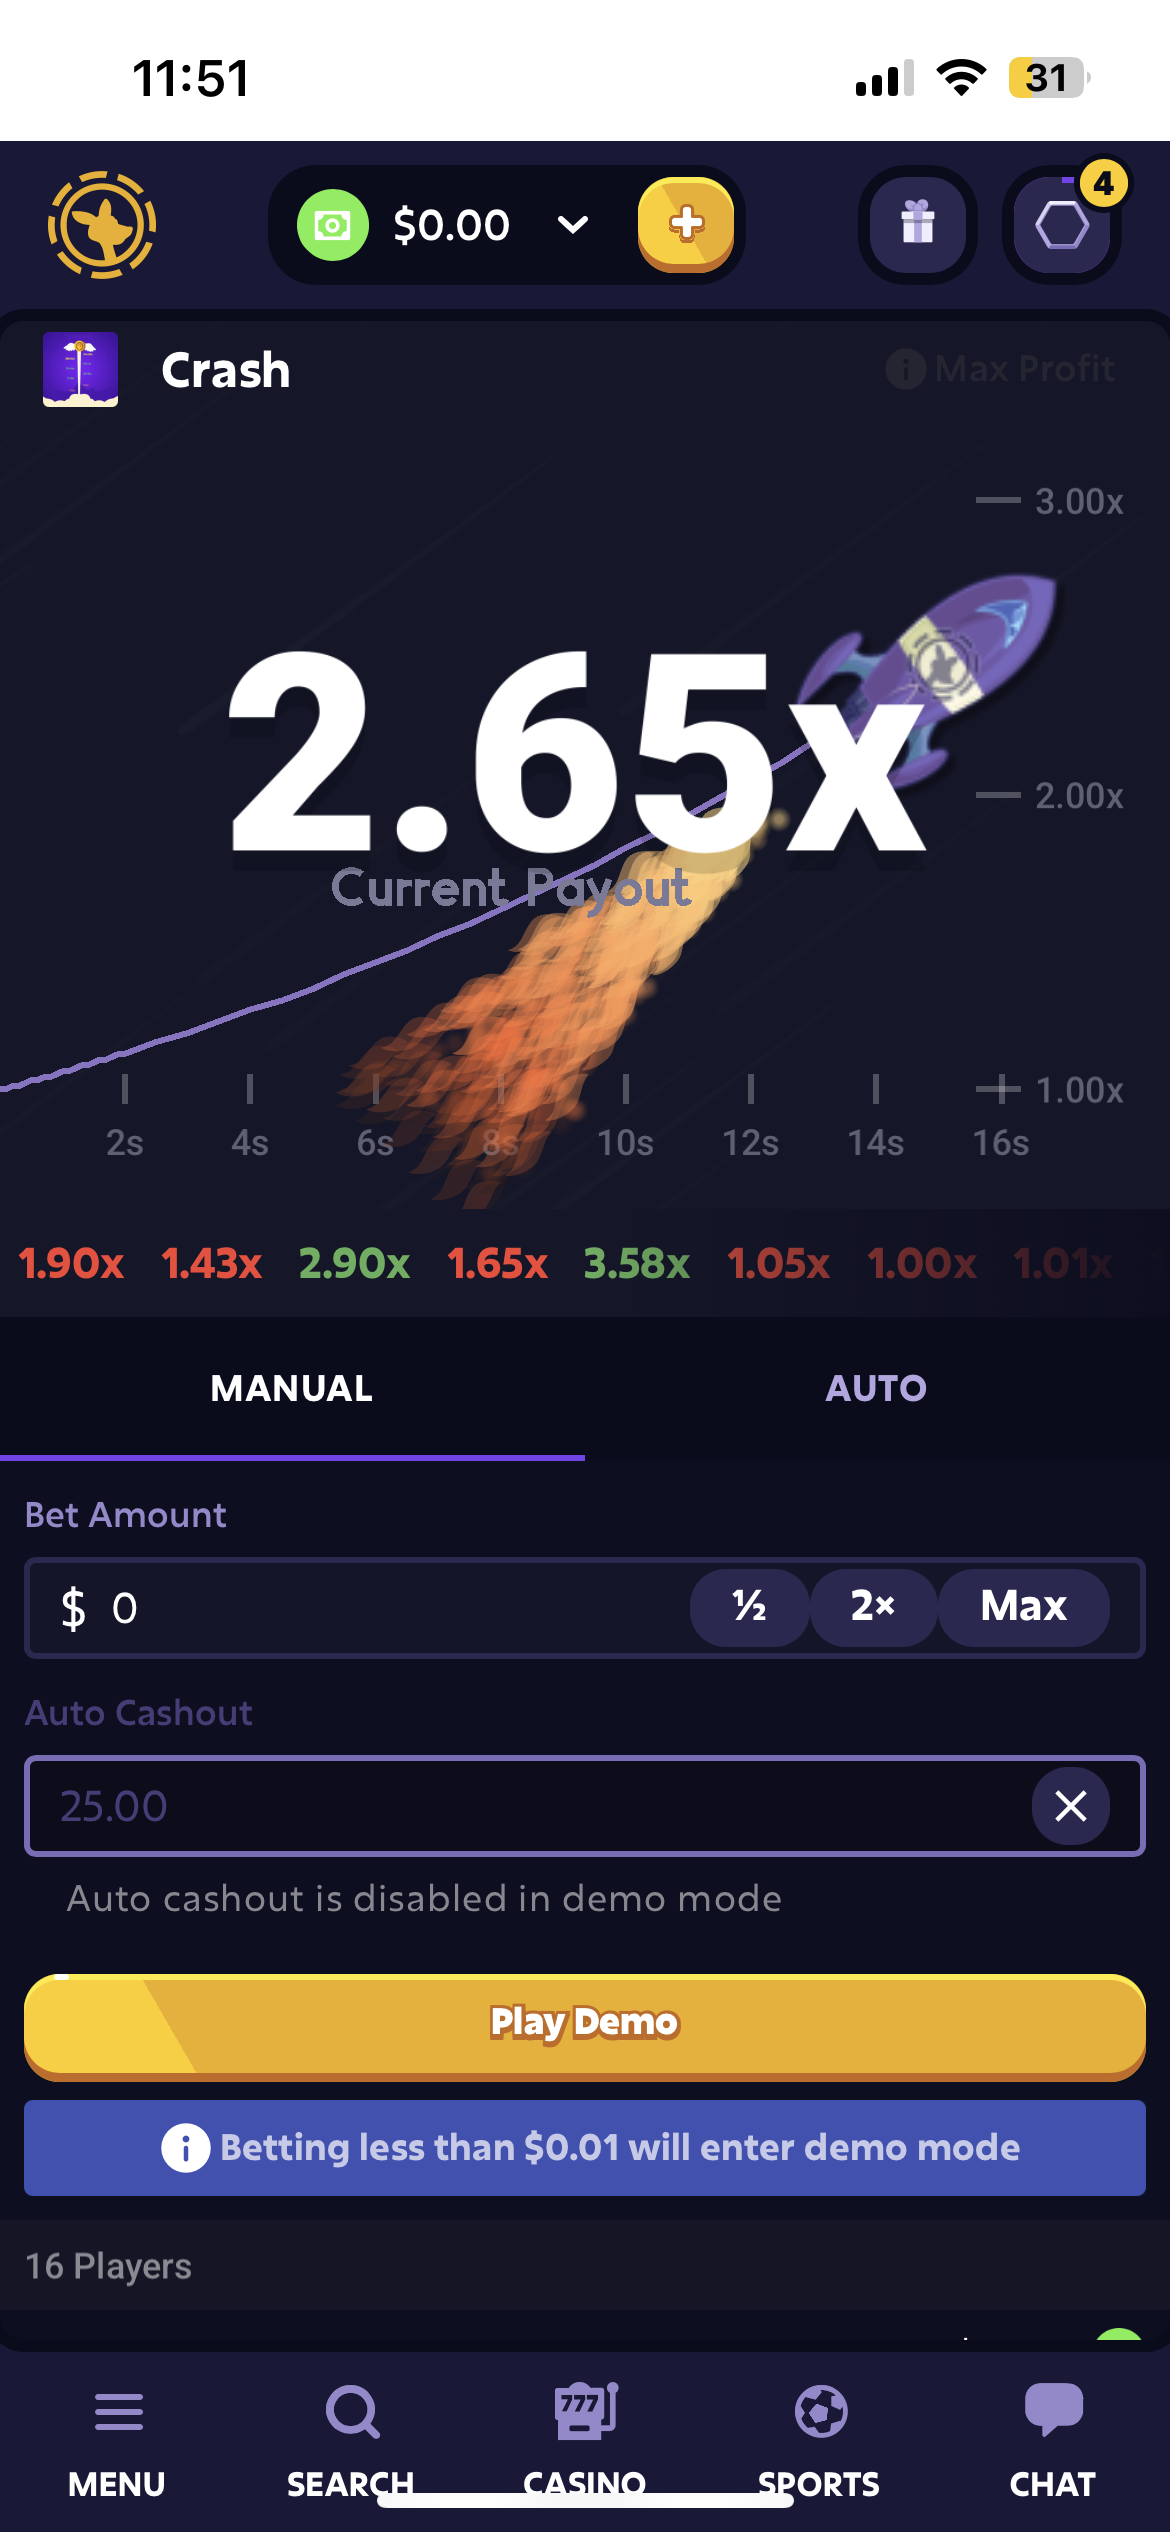 11:51
31
$0.00
4
Crash
Max Profit
3.00x
2.65x
2.00x
Current Payout
1.00x
2s 4s 6s 8s 10s 12s 14s 16s
1.90x 1.43x 2.90x 1.65x 3.58x 1.05x 1.00x 1.01x
MANUAL AUTO
Bet Amount
$ 0 ½ 2× Max
Auto Cashout
25.00
Auto cashout is disabled in demo mode
Play Demo
Betting less than $0.01 will enter demo mode
16 Players
777
MENU SEARCH CASINO SPORTS CHAT